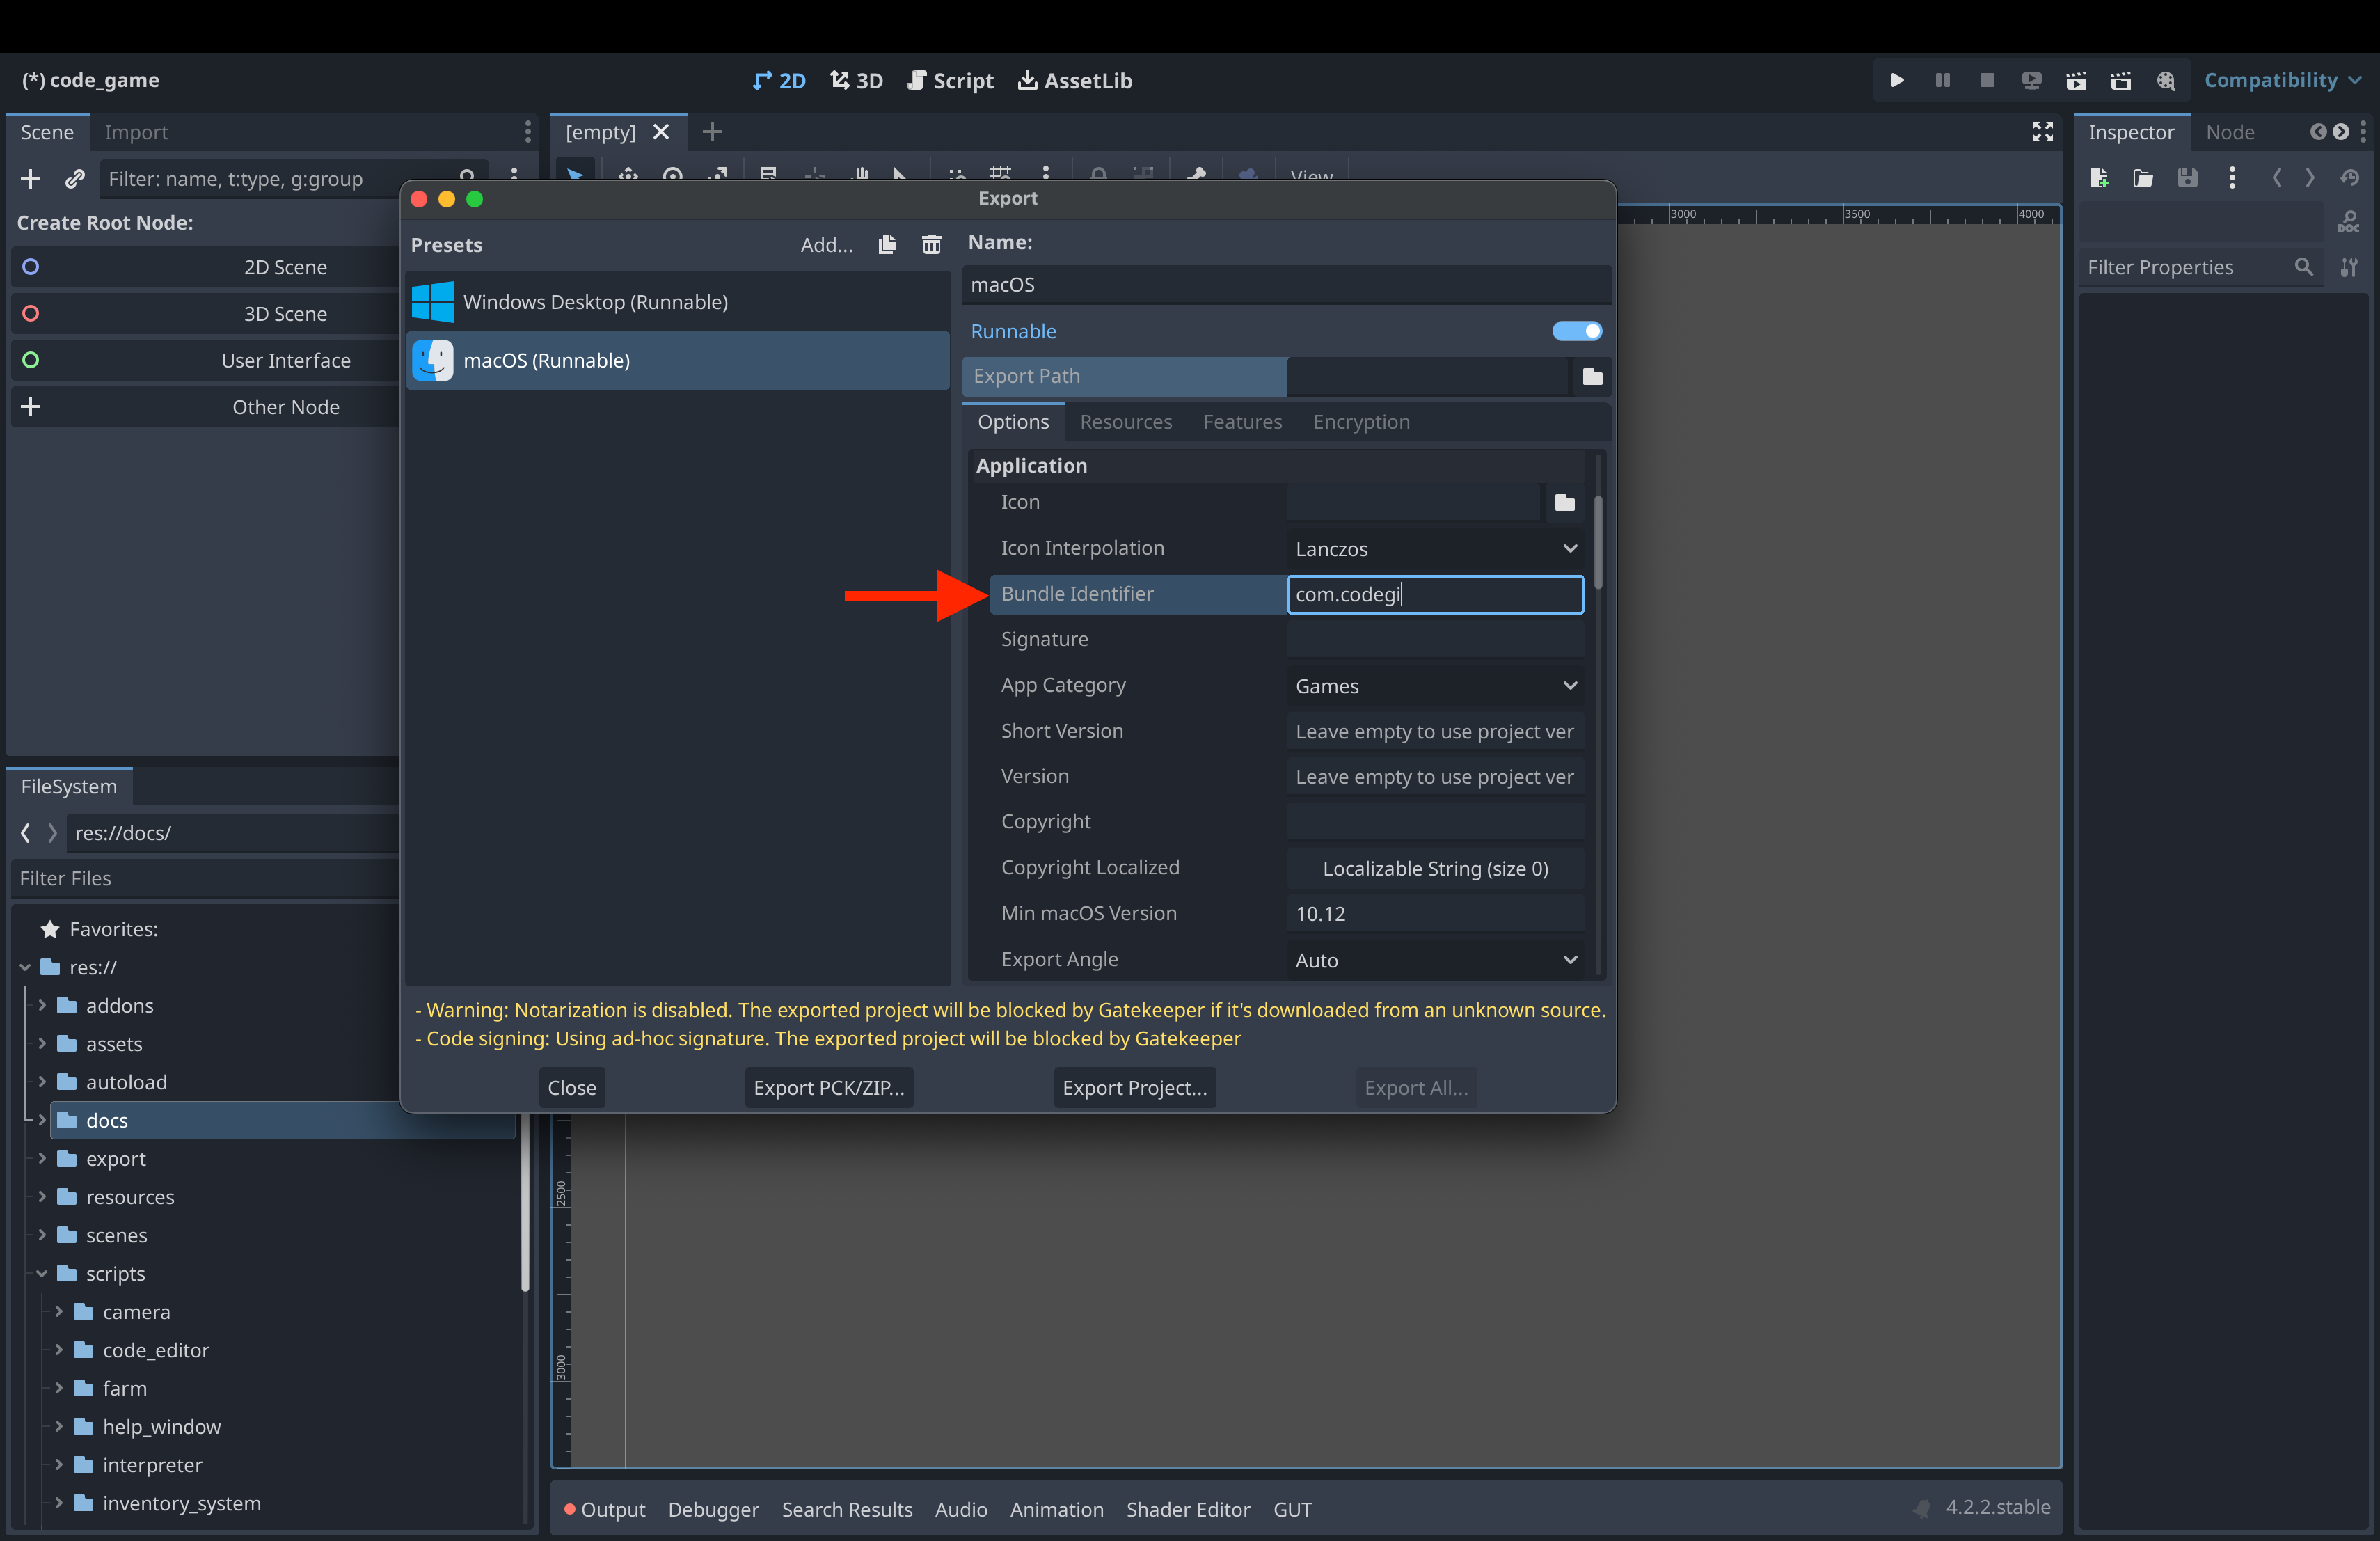 (*) code_game
2D 3D Script AssetLib
Compatibility
Scene Import
[empty]
Inspector Node
Filter: name, t:type, g:group
View
Create Root Node:
2D Scene
3D Scene
User Interface
Other Node
3000 3500 4000
DOC
Filter Properties
Export
Presets Add...
Windows Desktop (Runnable)
macOS (Runnable)
Name:
macOS
Runnable
Export Path
Options Resources Features Encryption
Application
Icon
Icon Interpolation Lanczos
Bundle Identifier com.codegi
Signature
App Category Games
Short Version Leave empty to use project ver
Version Leave empty to use project ver
Copyright
Copyright Localized Localizable String (size 0)
Min macOS Version 10.12
Export Angle Auto
- Warning: Notarization is disabled. The exported project will be blocked by Gatekeeper if it's downloaded from an unknown source.
- Code signing: Using ad-hoc signature. The exported project will be blocked by Gatekeeper
Close Export PCK/ZIP... Export Project... Export All...
FileSystem
res://docs/
Filter Files
Favorites:
res://
addons
assets
autoload
docs
export
resources
scenes
scripts
camera
code_editor
farm
help_window
interpreter
inventory_system
2500
3000
Output Debugger Search Results Audio Animation Shader Editor GUT
4.2.2.stable